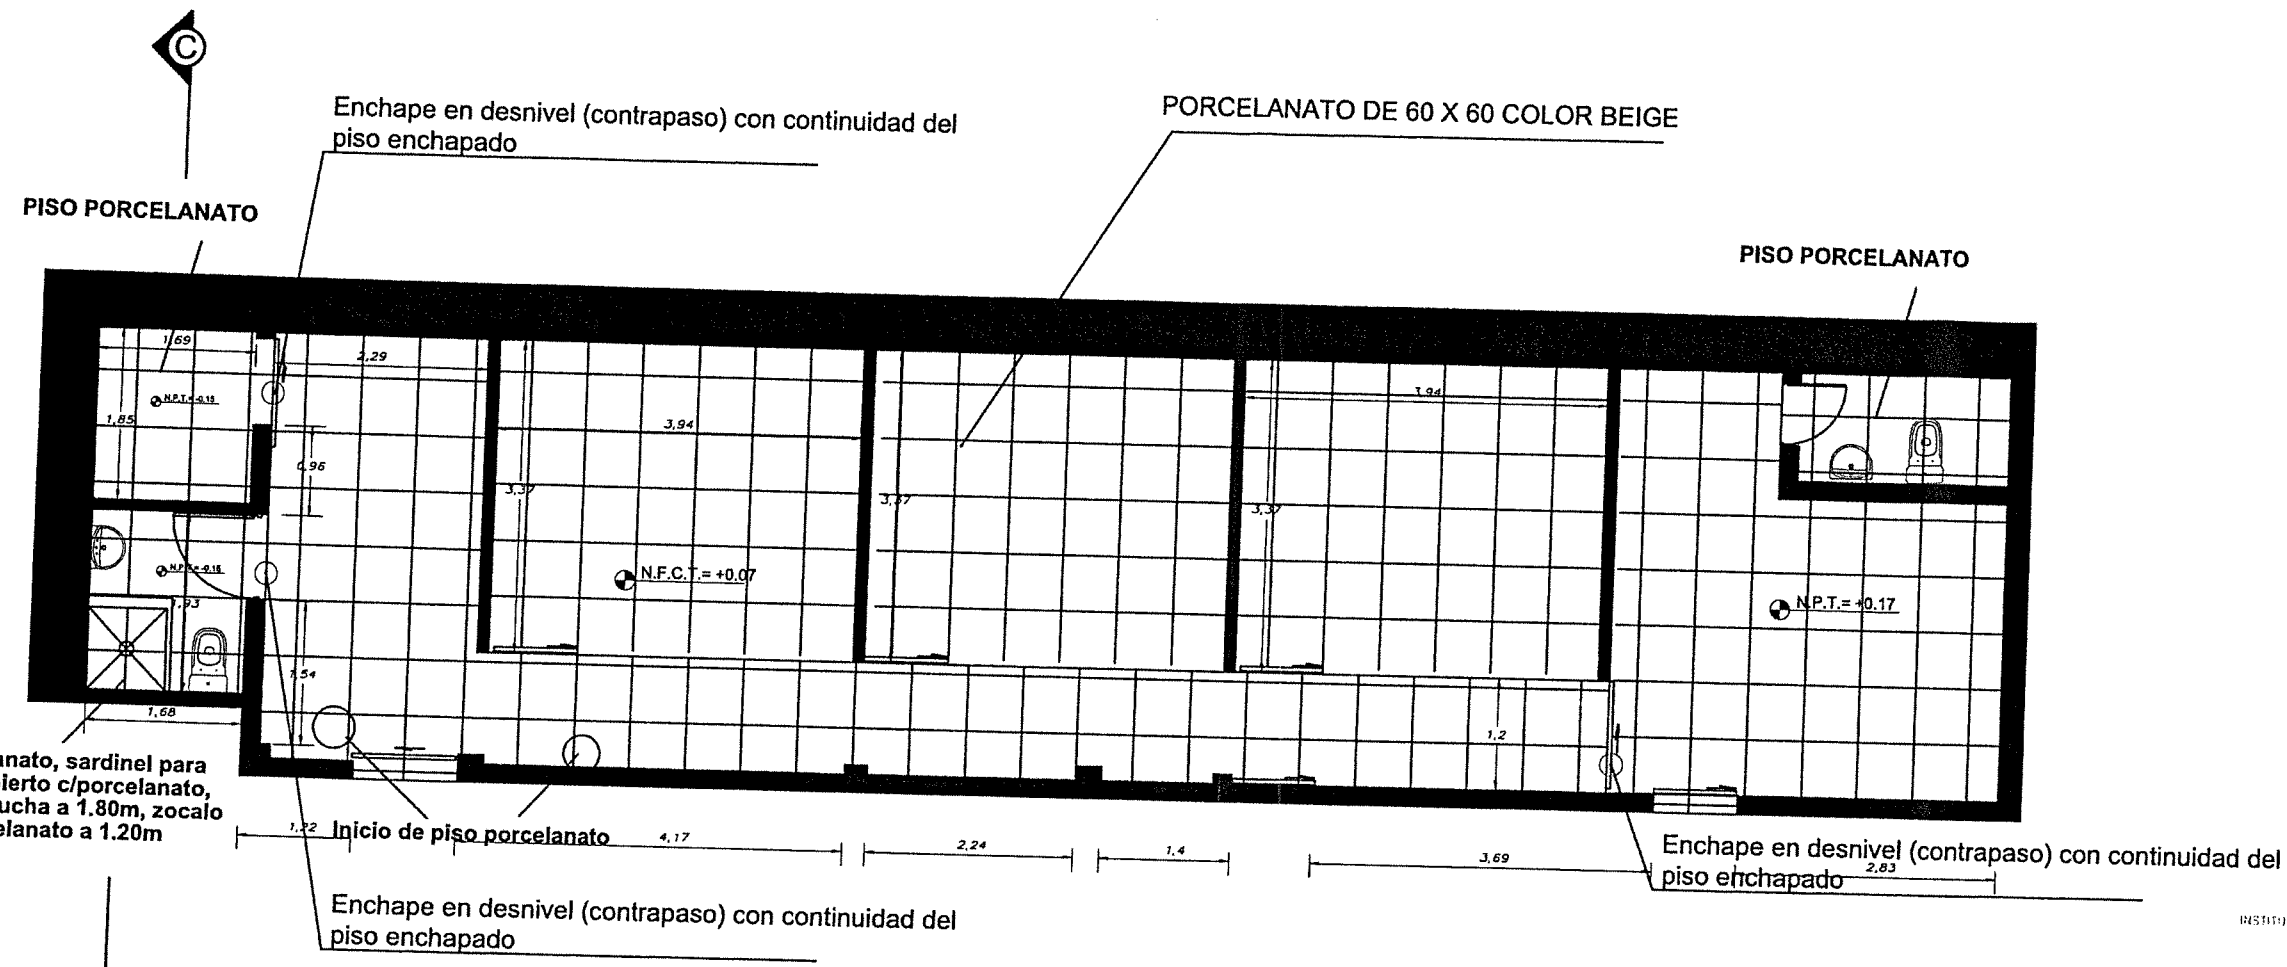 C
Enchape en desnivel (contrapaso) con continuidad del
piso enchapado
PORCELANATO DE 60 X 60 COLOR BEIGE
PISO PORCELANATO
PISO PORCELANATO
1,69
2,29
3,94
3,94
N.P.T.= -0.15
1,85
0,96
3,37
3,37
3,37
N.P.T.= -0.15
N.F.C.T.= +0.07
N.P.T.= +0.17
1,93
1,54
1,68
1,2
anato, sardinel para
ierto c/porcelanato,
ucha a 1.80m, zocalo
elanato a 1.20m
1,22
Inicio de piso porcelanato
4,17
2,24
1,4
3,69
2,83
Enchape en desnivel (contrapaso) con continuidad del
piso enchapado
Enchape en desnivel (contrapaso) con continuidad del
piso enchapado
INSTITU